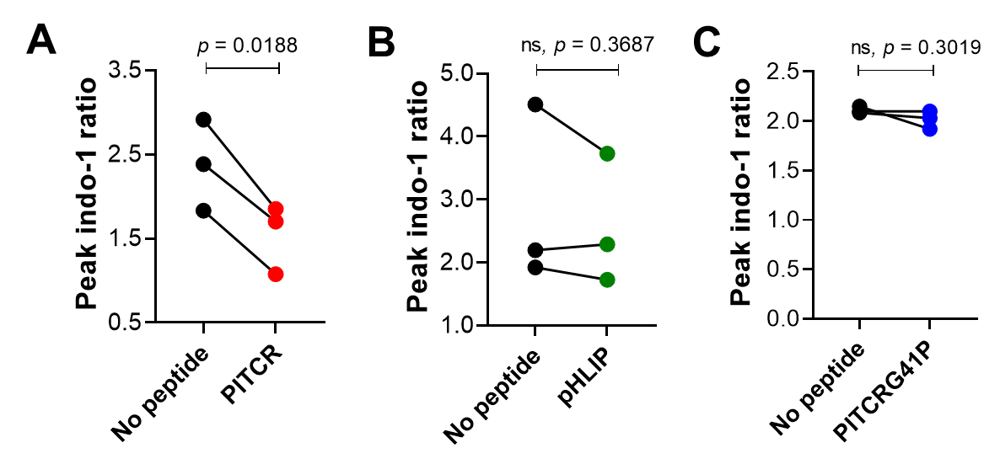 A
p = 0.0188
3.5
2.5
1.5
0.5
Peak indo-1 ratio
No peptide
PITCR
B
ns, p = 0.3687
5.0
4.0
3.0
2.0
1.0
Peak indo-1 ratio
No peptide
pHLIP
C
ns, p = 0.3019
2.5
2.0
1.5
1.0
0.5
0.0
Peak indo-1 ratio
No peptide
PITCRG41P